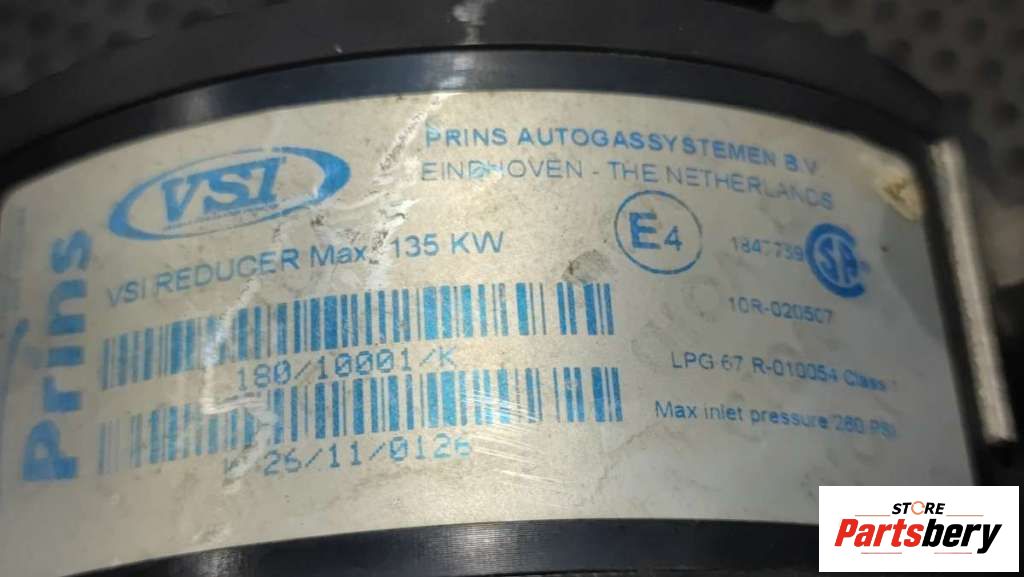 Prins
VSI
PRINS AUTOGASSYSTEMEN B.V
EINDHOVEN - THE NETHERLANDS
VSI REDUCER Max. 135 KW
E4
1847739
10R-020507
LPG 67 R-010054 Class
Max inlet pressure 260 PSI
180/10001/K
26/11/0126
STORE
Partsbery